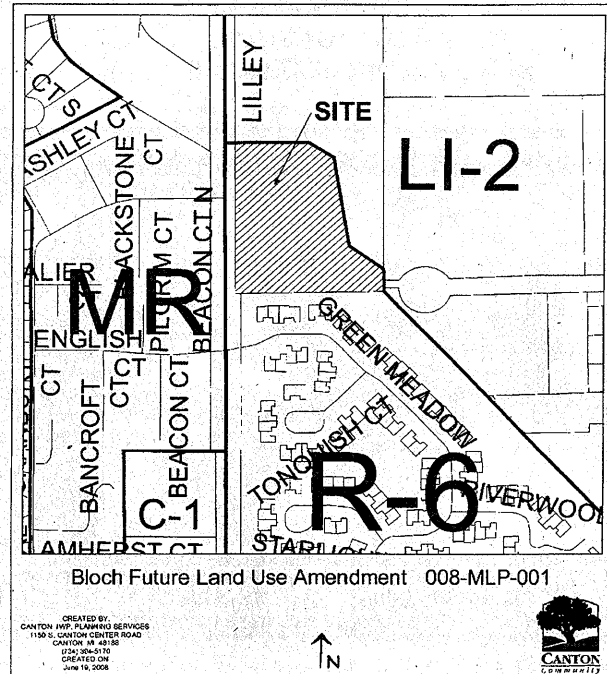 LILLEY
SITE
CT S
ASHLEY CT
LI-2
BLACKSTONE CT
PILGRIM CT
BEACON CT N
ALIER
CT
MR
ENGLISH
CT
CT
CT
BANCROFT
BEACON CT
GREEN MEADOW
TONQUISH CT
R-6
RIVERWOOD
C-1
AMHERST CT
Bloch Future Land Use Amendment 008-MLP-001
CREATED BY:
CANTON TWP. PLANNING SERVICES
1150 S. CANTON CENTER ROAD
CANTON MI 48188
(734) 394-5170
CREATED ON
June 19, 2008
N
CANTON
Community